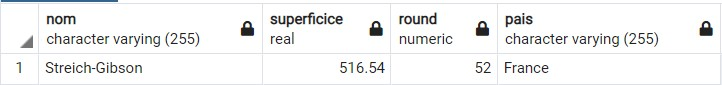 nom superficice round pais
character varying (255) real numeric character varying (255)
1 Streich-Gibson 516.54 52 France